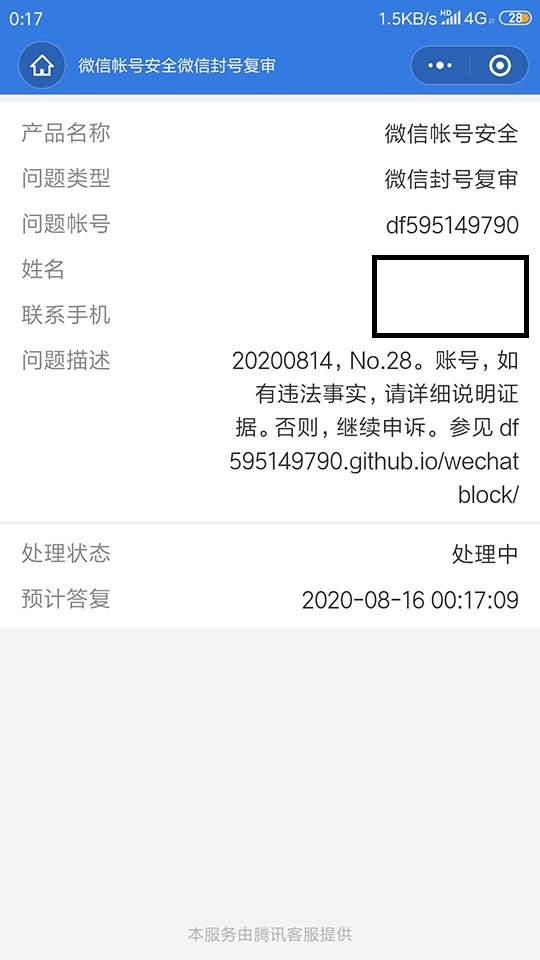 0:17 1.5KB/s HD 4G 28
微信帐号安全微信封号复审
产品名称 微信帐号安全
问题类型 微信封号复审
问题帐号 df595149790
姓名
联系手机
问题描述 20200814，No.28。账号，如
有违法事实，请详细说明证
据。否则，继续申诉。参见 df
595149790.github.io/wechat
block/
处理状态 处理中
预计答复 2020-08-16 00:17:09
本服务由腾讯客服提供